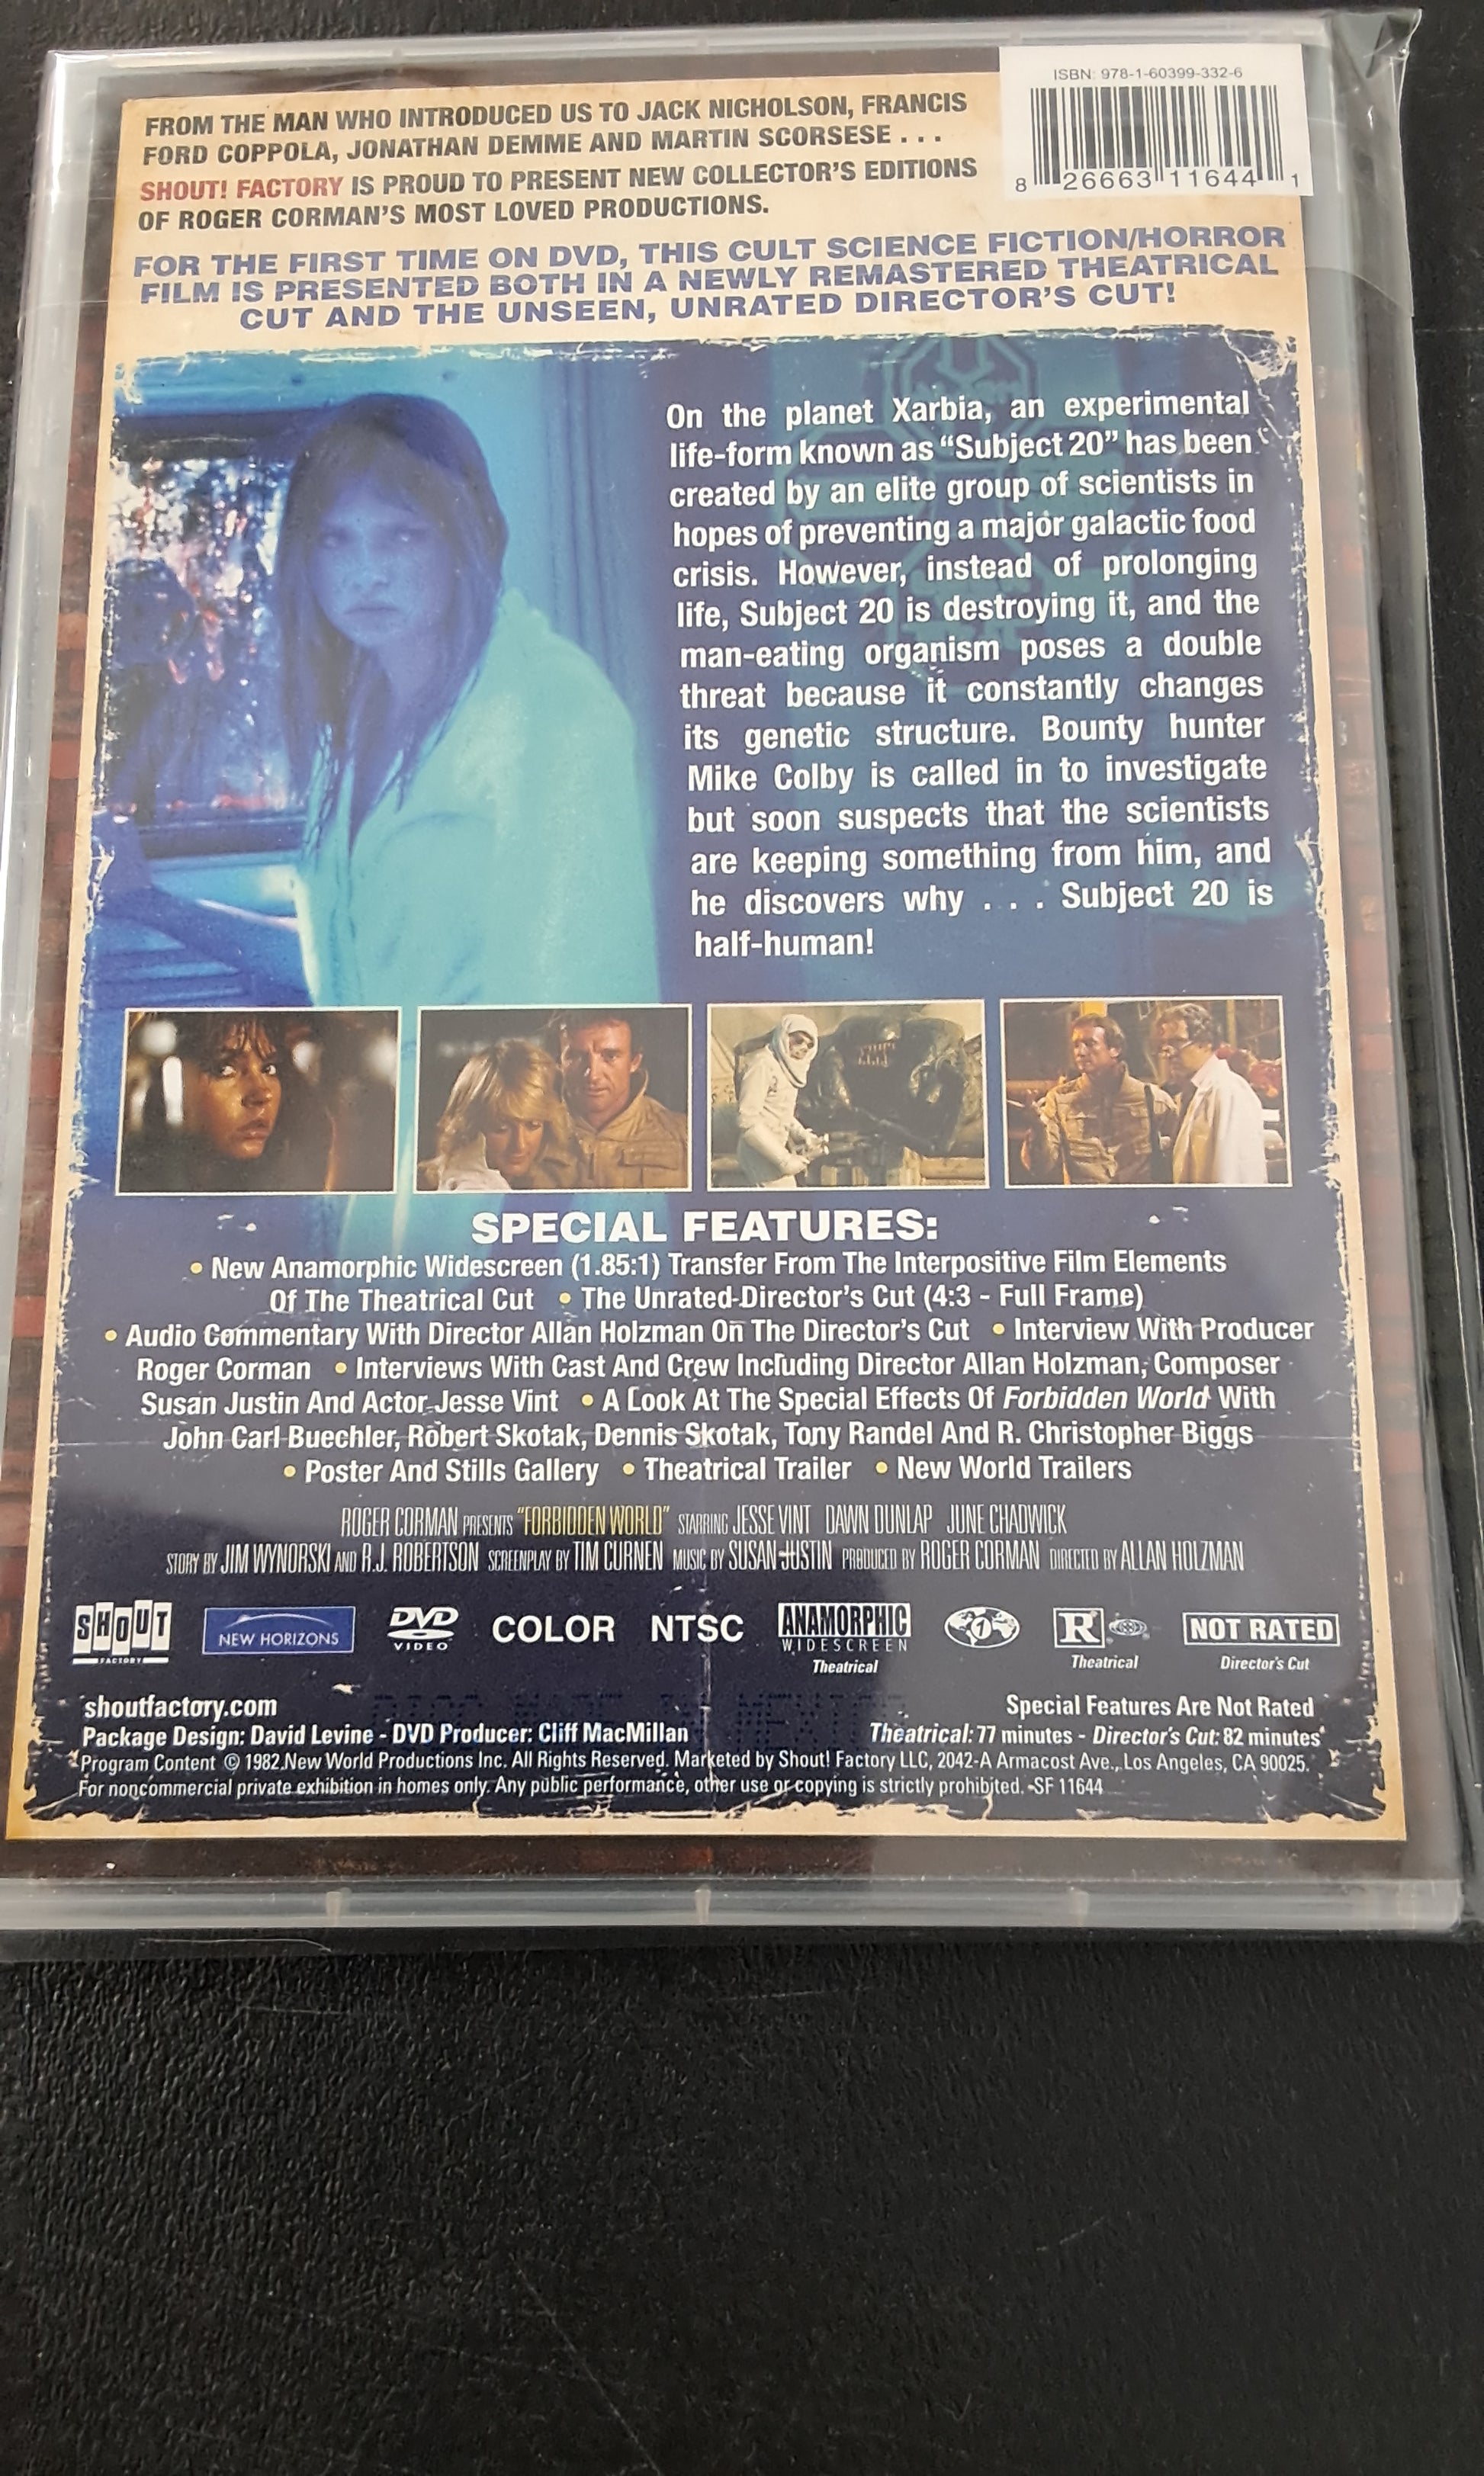 ISBN: 978-1-60399-332-6
8 26663 11644 1
FROM THE MAN WHO INTRODUCED US TO JACK NICHOLSON, FRANCIS
FORD COPPOLA, JONATHAN DEMME AND MARTIN SCORSESE . . .
SHOUT! FACTORY IS PROUD TO PRESENT NEW COLLECTOR'S EDITIONS
OF ROGER CORMAN'S MOST LOVED PRODUCTIONS.
FOR THE FIRST TIME ON DVD, THIS CULT SCIENCE FICTION/HORROR
FILM IS PRESENTED BOTH IN A NEWLY REMASTERED THEATRICAL
CUT AND THE UNSEEN, UNRATED DIRECTOR'S CUT!
On the planet Xarbia, an experimental
life-form known as “Subject 20” has been
created by an elite group of scientists in
hopes of preventing a major galactic food
crisis. However, instead of prolonging
life, Subject 20 is destroying it, and the
man-eating organism poses a double
threat because it constantly changes
its genetic structure. Bounty hunter
Mike Colby is called in to investigate
but soon suspects that the scientists
are keeping something from him, and
he discovers why . . . Subject 20 is
half-human!
SPECIAL FEATURES:
• New Anamorphic Widescreen (1.85:1) Transfer From The Interpositive Film Elements
Of The Theatrical Cut • The Unrated Director's Cut (4:3 - Full Frame)
• Audio Commentary With Director Allan Holzman On The Director's Cut • Interview With Producer
Roger Corman • Interviews With Cast And Crew Including Director Allan Holzman, Composer
Susan Justin And Actor Jesse Vint • A Look At The Special Effects Of Forbidden World With
John Carl Buechler, Robert Skotak, Dennis Skotak, Tony Randel And R. Christopher Biggs
• Poster And Stills Gallery • Theatrical Trailer • New World Trailers
ROGER CORMAN PRESENTS “FORBIDDEN WORLD” STARRING JESSE VINT DAWN DUNLAP JUNE CHADWICK
STORY BY JIM WYNORSKI AND R.J. ROBERTSON SCREENPLAY BY TIM CURNEN MUSIC BY SUSAN JUSTIN PRODUCED BY ROGER CORMAN DIRECTED BY ALLAN HOLZMAN
SHOUT FACTORY NEW HORIZONS DVD VIDEO COLOR NTSC ANAMORPHIC WIDESCREEN Theatrical 1 R Theatrical NOT RATED Director's Cut
shoutfactory.com Special Features Are Not Rated
Package Design: David Levine - DVD Producer: Cliff MacMillan Theatrical: 77 minutes - Director's Cut: 82 minutes
Program Content © 1982 New World Productions Inc. All Rights Reserved. Marketed by Shout! Factory LLC, 2042-A Armacost Ave., Los Angeles, CA 90025.
For noncommercial private exhibition in homes only. Any public performance, other use or copying is strictly prohibited. SF 11644